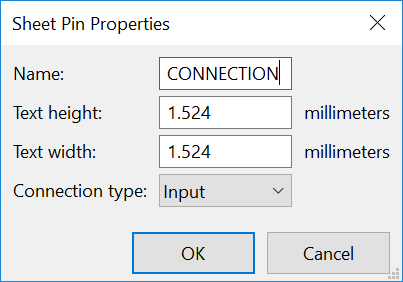 Sheet Pin Properties
Name: CONNECTION
Text height: 1.524 millimeters
Text width: 1.524 millimeters
Connection type: Input
OK Cancel